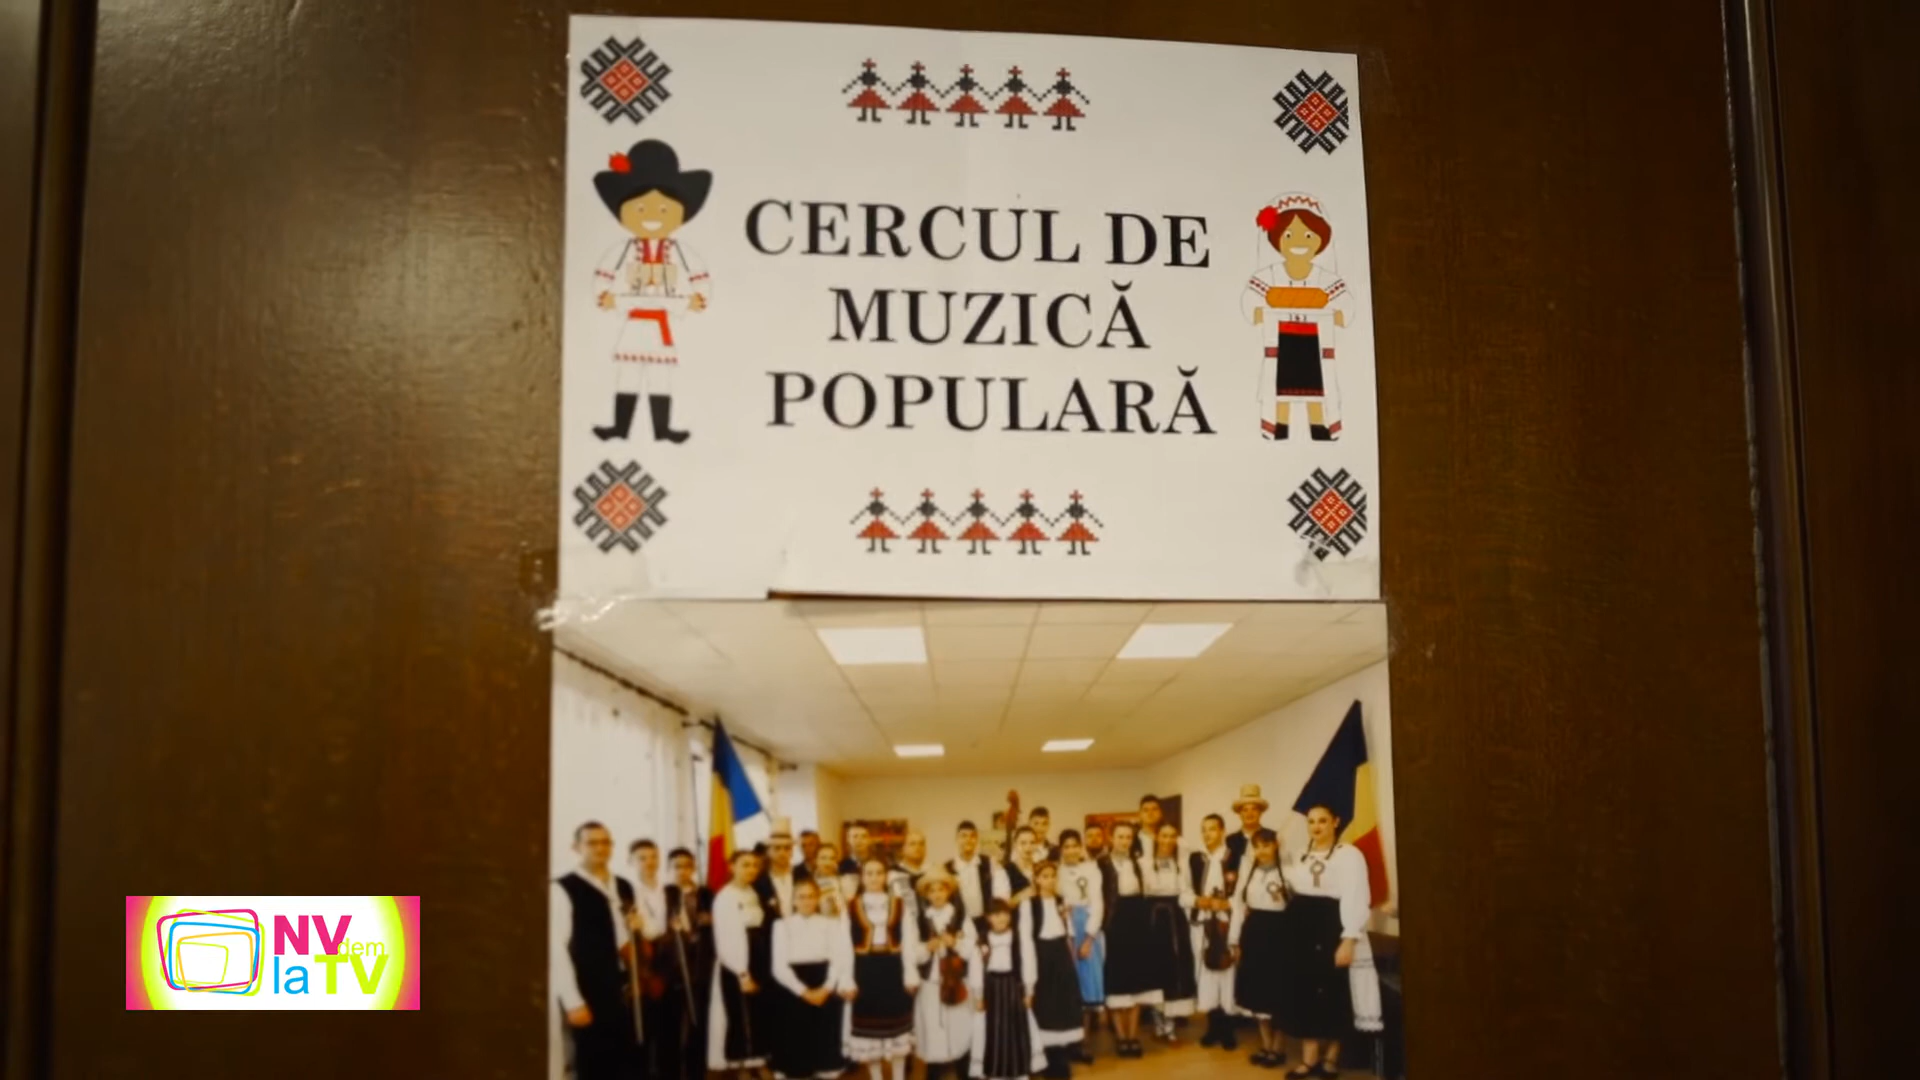 CERCUL DE
MUZICĂ
POPULARĂ
NV
dem
la TV